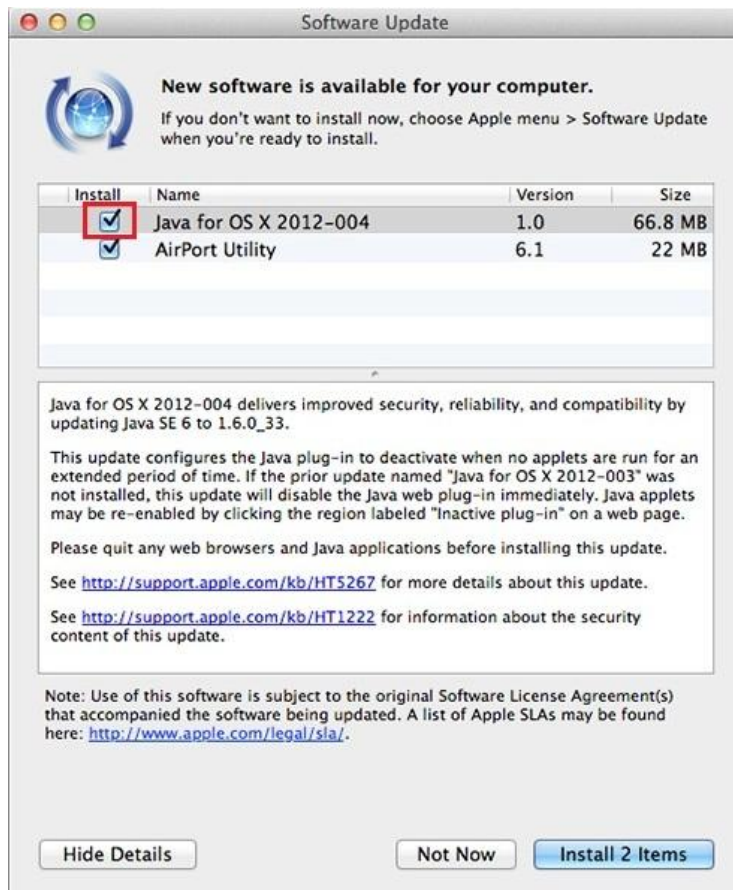 Software Update
New software is available for your computer.
If you don't want to install now, choose Apple menu > Software Update
when you're ready to install.
Install Name Version Size
Java for OS X 2012-004 1.0 66.8 MB
AirPort Utility 6.1 22 MB
Java for OS X 2012-004 delivers improved security, reliability, and compatibility by
updating Java SE 6 to 1.6.0_33.
This update configures the Java plug-in to deactivate when no applets are run for an
extended period of time. If the prior update named "Java for OS X 2012-003" was
not installed, this update will disable the Java web plug-in immediately. Java applets
may be re-enabled by clicking the region labeled "Inactive plug-in" on a web page.
Please quit any web browsers and Java applications before installing this update.
See http://support.apple.com/kb/HT5267 for more details about this update.
See http://support.apple.com/kb/HT1222 for information about the security
content of this update.
Note: Use of this software is subject to the original Software License Agreement(s)
that accompanied the software being updated. A list of Apple SLAs may be found
here: http://www.apple.com/legal/sla/.
Hide Details Not Now Install 2 Items